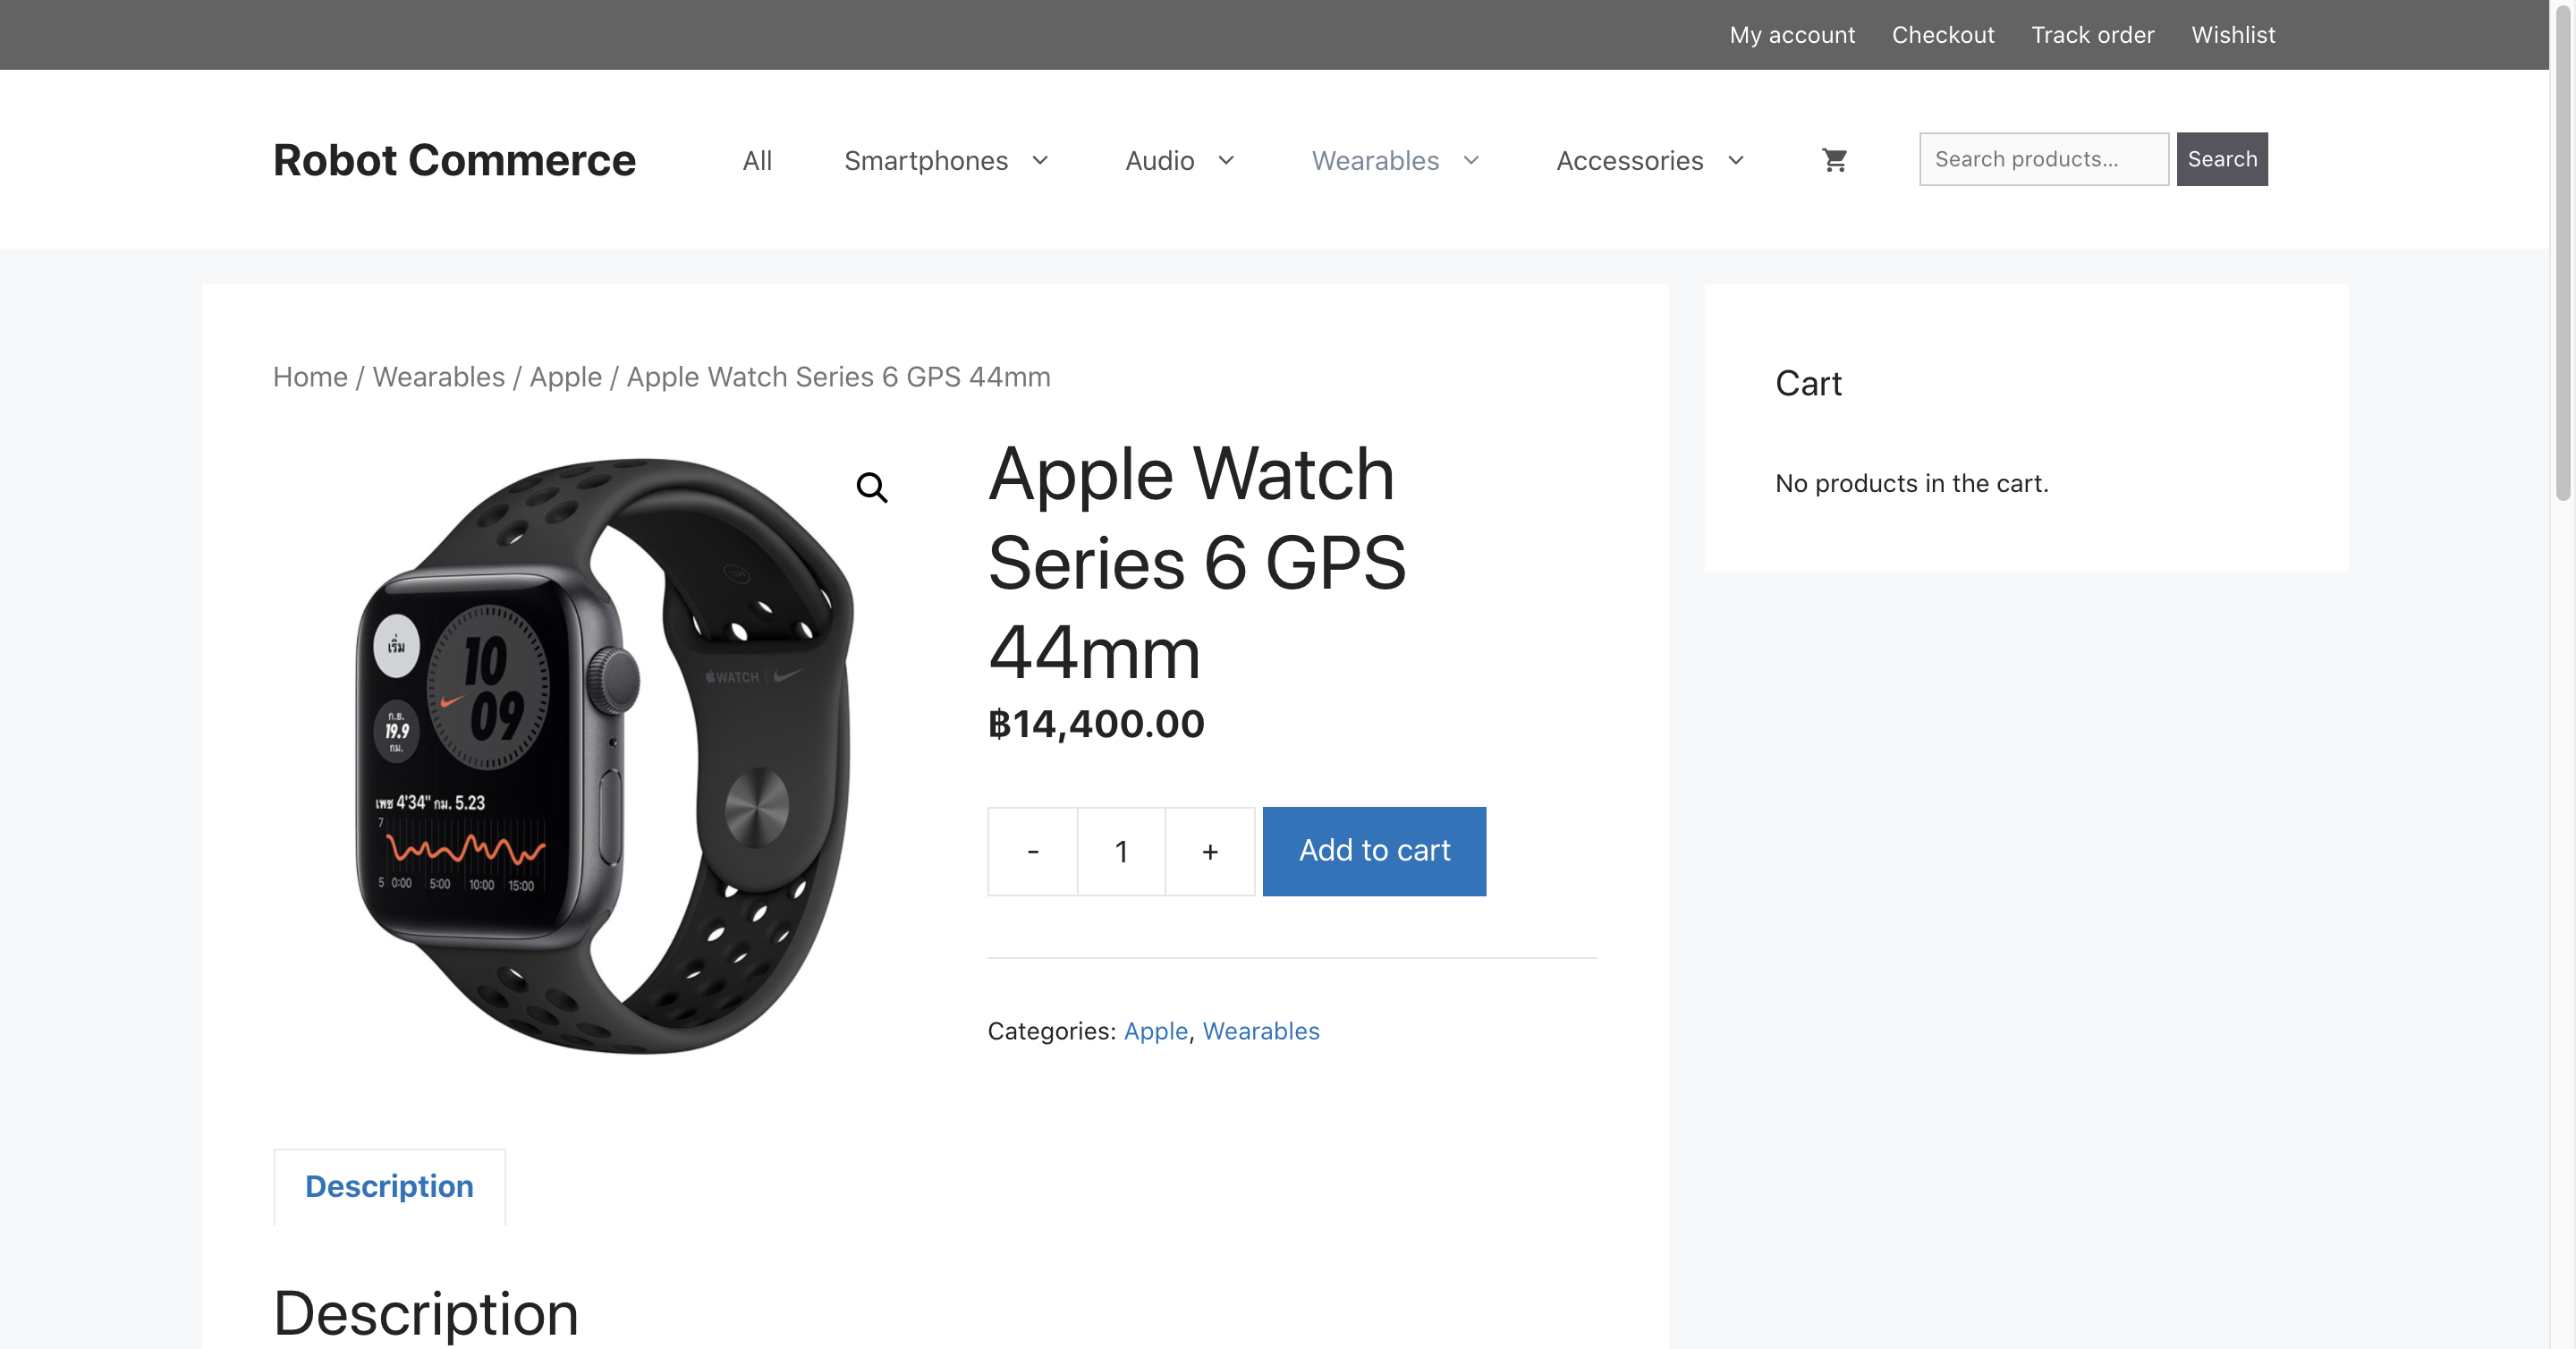 My account Checkout Track order Wishlist
Robot Commerce All Smartphones Audio Wearables Accessories Search products... Search
Home / Wearables / Apple / Apple Watch Series 6 GPS 44mm
Apple Watch
Series 6 GPS
44mm
฿14,400.00
- 1 + Add to cart
Categories: Apple, Wearables
เริ่ม
10
09
ก.ย.
19.9
กม.
เพซ 4'34" กม. 5.23
7
5 0:00 5:00 10:00 15:00
WATCH
Description
Description
Cart
No products in the cart.